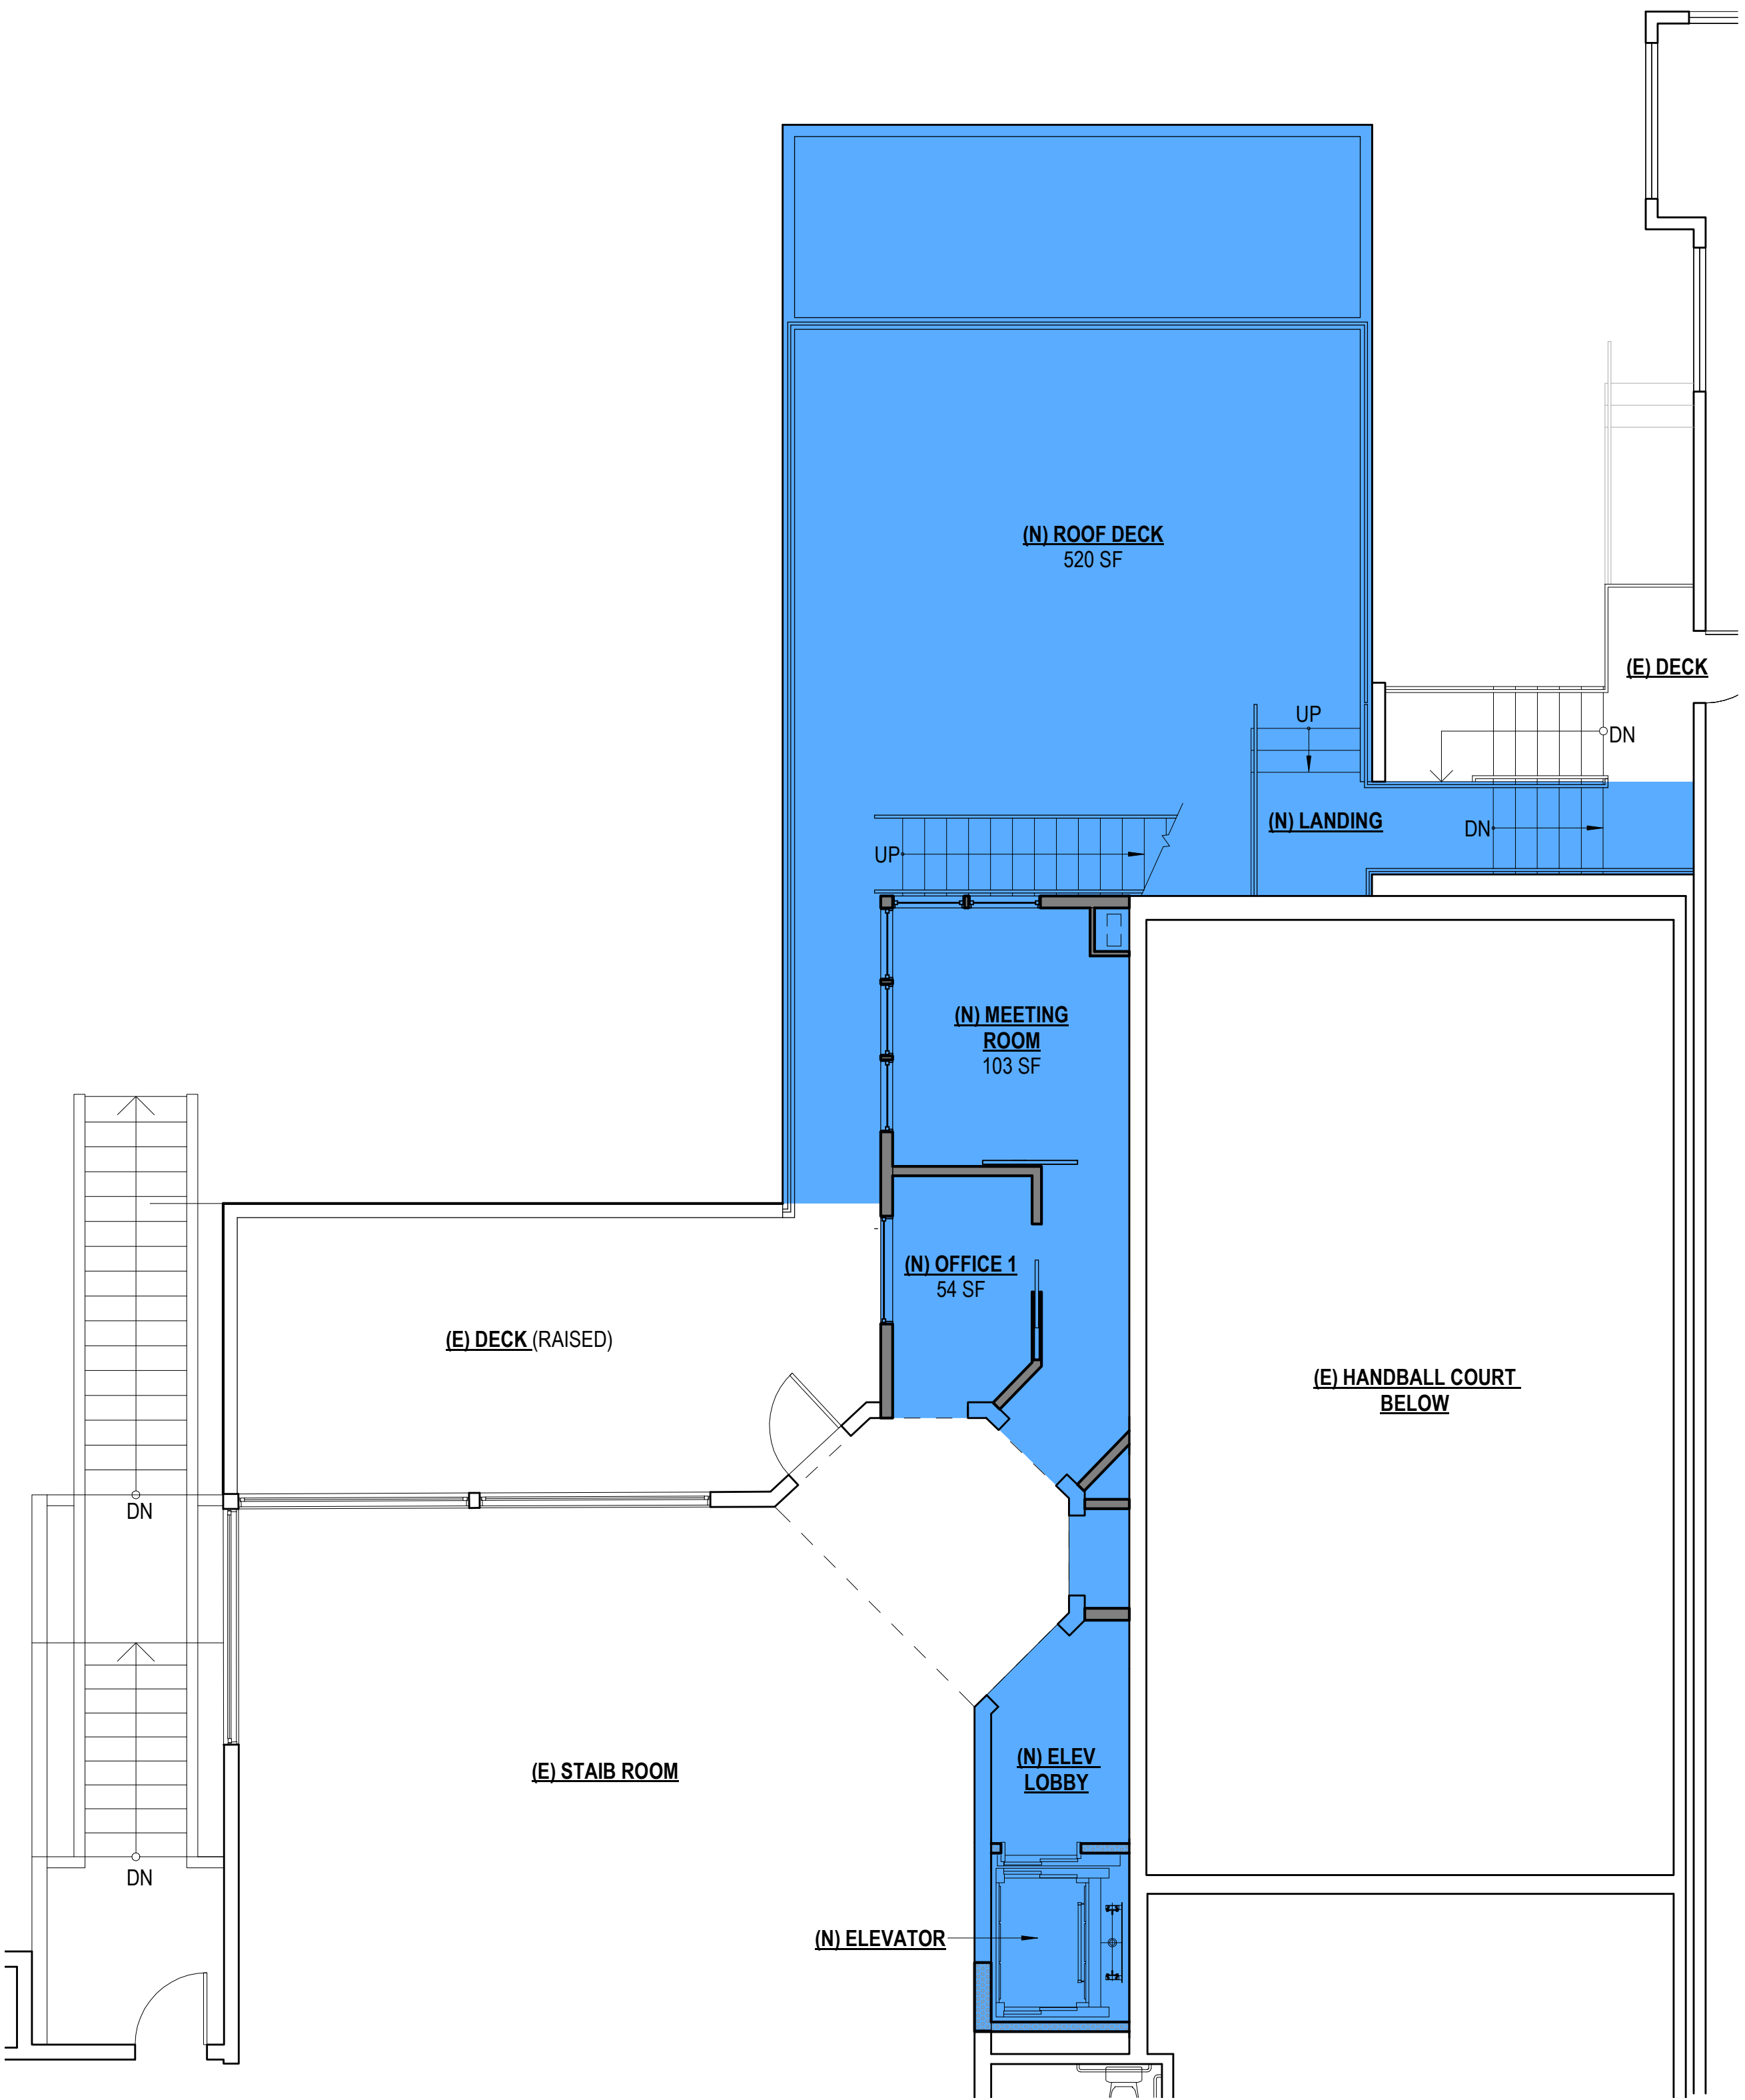 (N) ROOF DECK
520 SF
(E) DECK
UP
DN
(N) LANDING
DN
UP
(N) MEETING
ROOM
103 SF
(N) OFFICE 1
54 SF
(E) DECK (RAISED)
(E) HANDBALL COURT
BELOW
DN
(E) STAIB ROOM
(N) ELEV
LOBBY
DN
(N) ELEVATOR